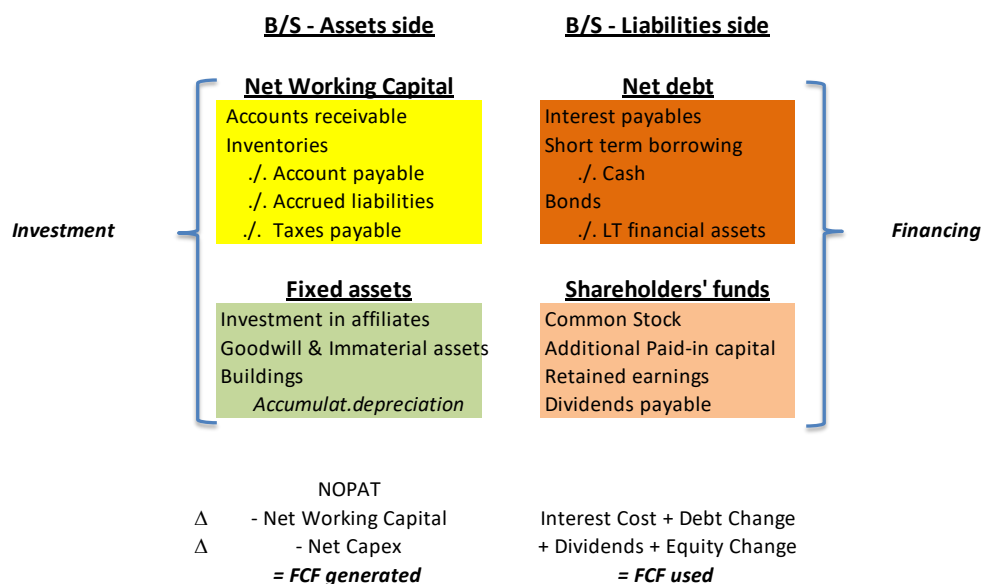 B/S - Assets side
B/S - Liabilities side
Net Working Capital
Accounts receivable
Inventories
./. Account payable
./. Accrued liabilities
./. Taxes payable
Net debt
Interest payables
Short term borrowing
./. Cash
Bonds
./. LT financial assets
Investment
Financing
Fixed assets
Investment in affiliates
Goodwill & Immaterial assets
Buildings
Accumulat.depreciation
Shareholders' funds
Common Stock
Additional Paid-in capital
Retained earnings
Dividends payable
NOPAT
Δ - Net Working Capital
Δ - Net Capex
= FCF generated
Interest Cost + Debt Change
+ Dividends + Equity Change
= FCF used